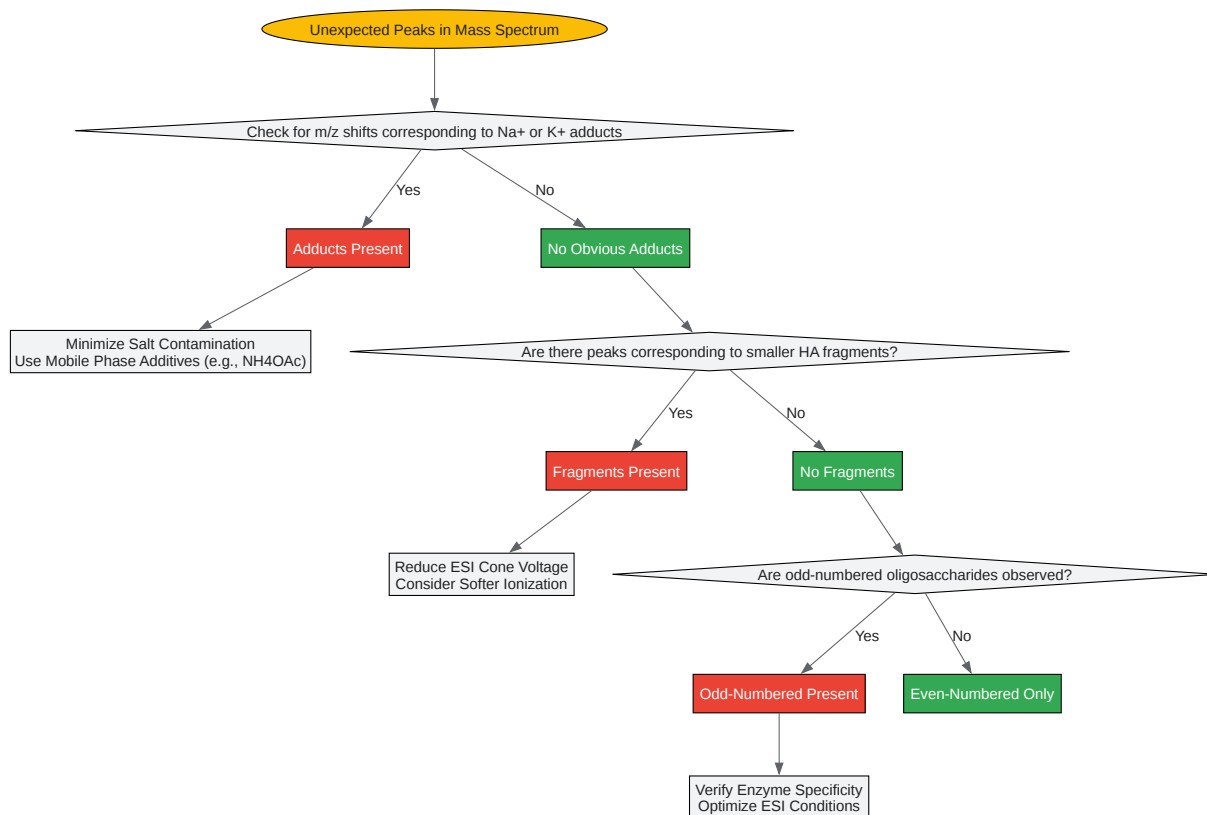 Unexpected Peaks in Mass Spectrum
Check for m/z shifts corresponding to Na+ or K+ adducts
Yes
No
Adducts Present
No Obvious Adducts
Minimize Salt Contamination
Use Mobile Phase Additives (e.g., NH4OAc)
Are there peaks corresponding to smaller HA fragments?
Yes
No
Fragments Present
No Fragments
Reduce ESI Cone Voltage
Consider Softer Ionization
Are odd-numbered oligosaccharides observed?
Yes
No
Odd-Numbered Present
Even-Numbered Only
Verify Enzyme Specificity
Optimize ESI Conditions